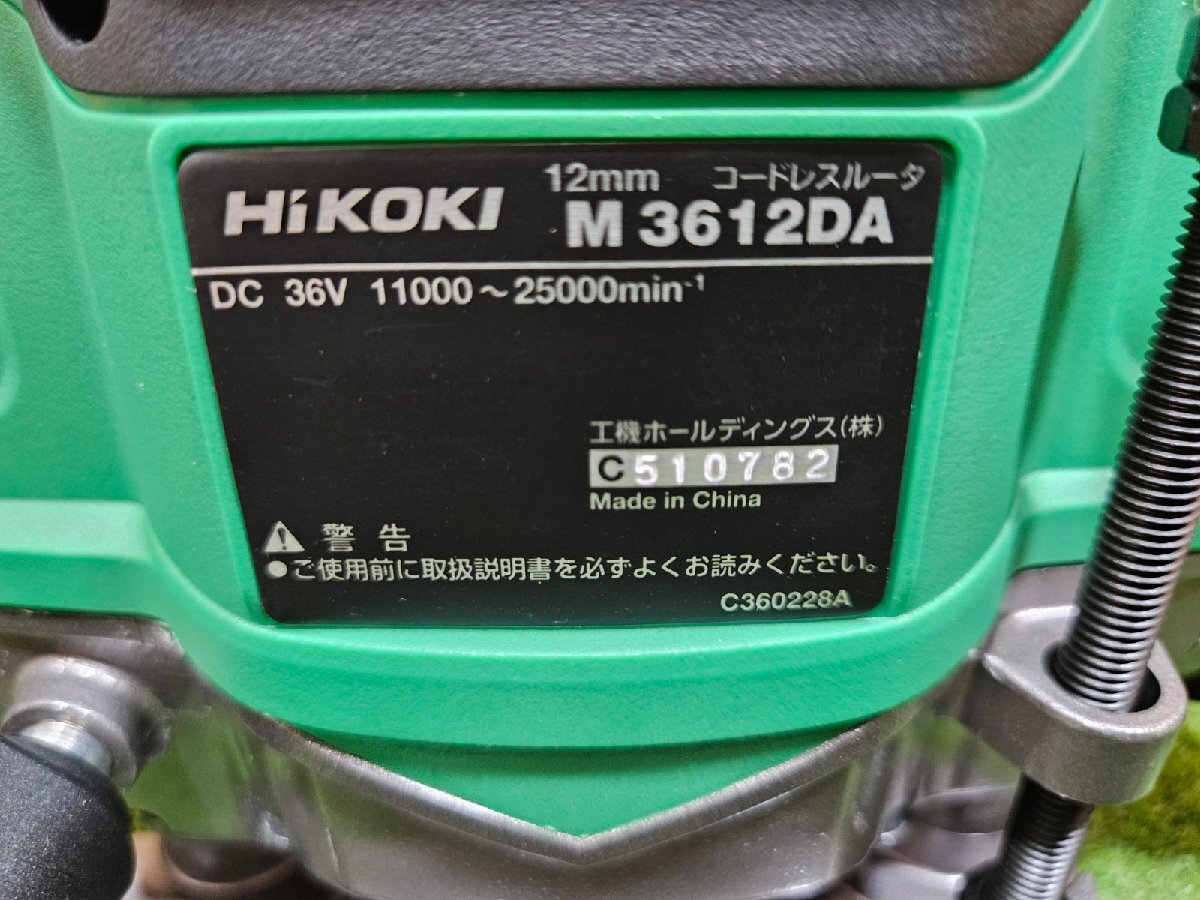 12mm コードレスルータ
HiKOKI M 3612DA
DC 36V 11000～25000min⁻¹
工機ホールディングス(株)
C510782
Made in China
⚠ 警告
●ご使用前に取扱説明書を必ずよくお読みください。
C360228A